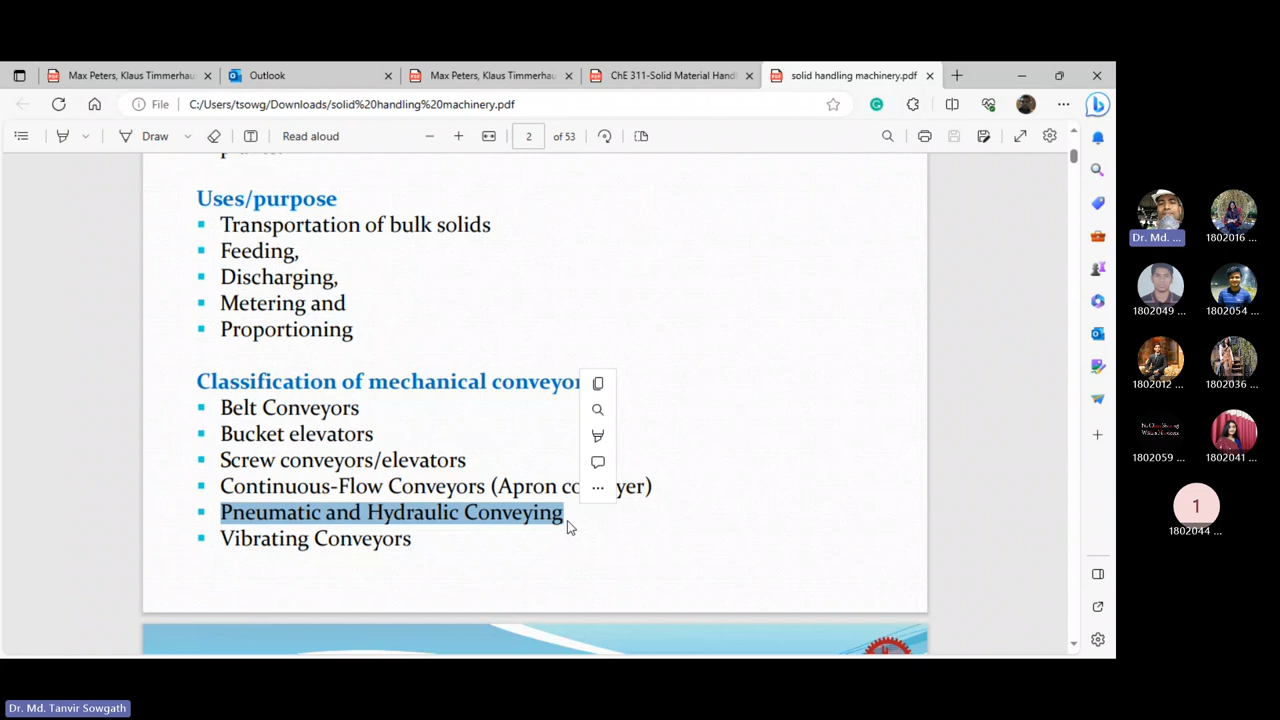 Max Peters, Klaus Timmerhau
Outlook
Max Peters, Klaus Timmerhau
ChE 311-Solid Material Handl
solid handling machinery.pdf
File
C:/Users/tsowg/Downloads/solid%20handling%20machinery.pdf
Draw
Read aloud
2
of 53
Uses/purpose
Transportation of bulk solids
Feeding,
Discharging,
Metering and
Proportioning
Classification of mechanical conveyor
Belt Conveyors
Bucket elevators
Screw conveyors/elevators
Continuous-Flow Conveyors (Apron co yer)
Pneumatic and Hydraulic Conveying
Vibrating Conveyors
Dr. Md. ...
1802016 ...
1802049 ...
1802054 ...
1802012 ...
1802036 ...
1802059 ...
1802041 ...
1
1802044 ...
Dr. Md. Tanvir Sowgath